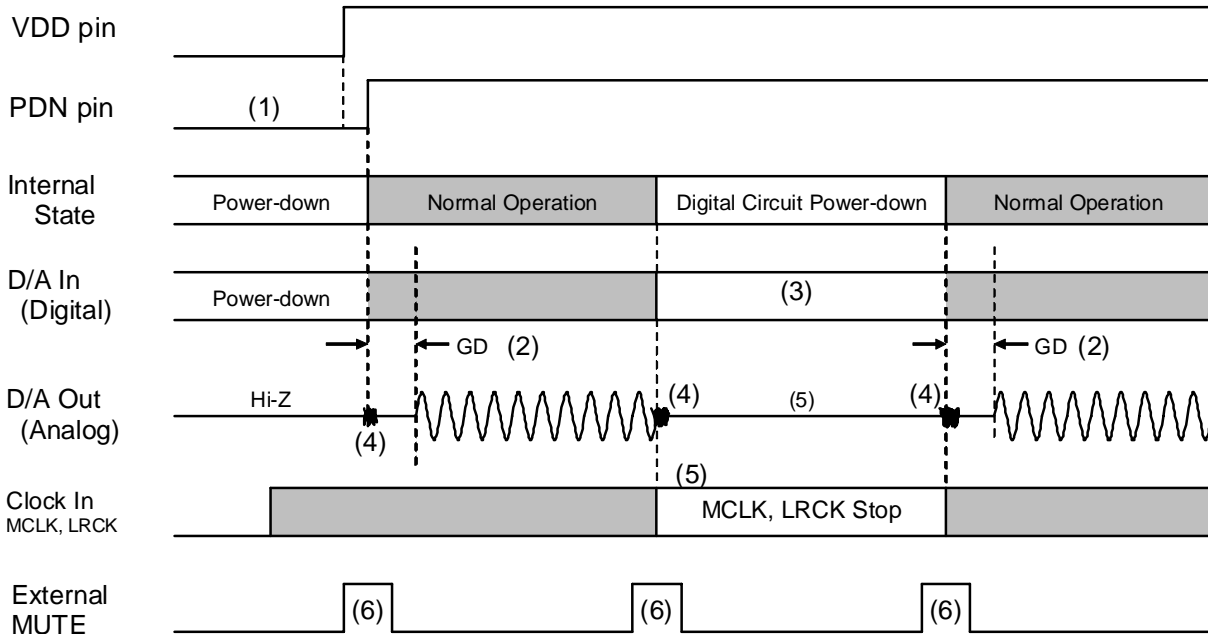 VDD pin
PDN pin
(1)
Internal
State
Power-down
Normal Operation
Digital Circuit Power-down
Normal Operation
D/A In
(Digital)
Power-down
(3)
GD (2)
GD (2)
D/A Out
(Analog)
Hi-Z
(4)
(4)
(5)
(4)
Clock In
MCLK, LRCK
(5)
MCLK, LRCK Stop
External
MUTE
(6)
(6)
(6)